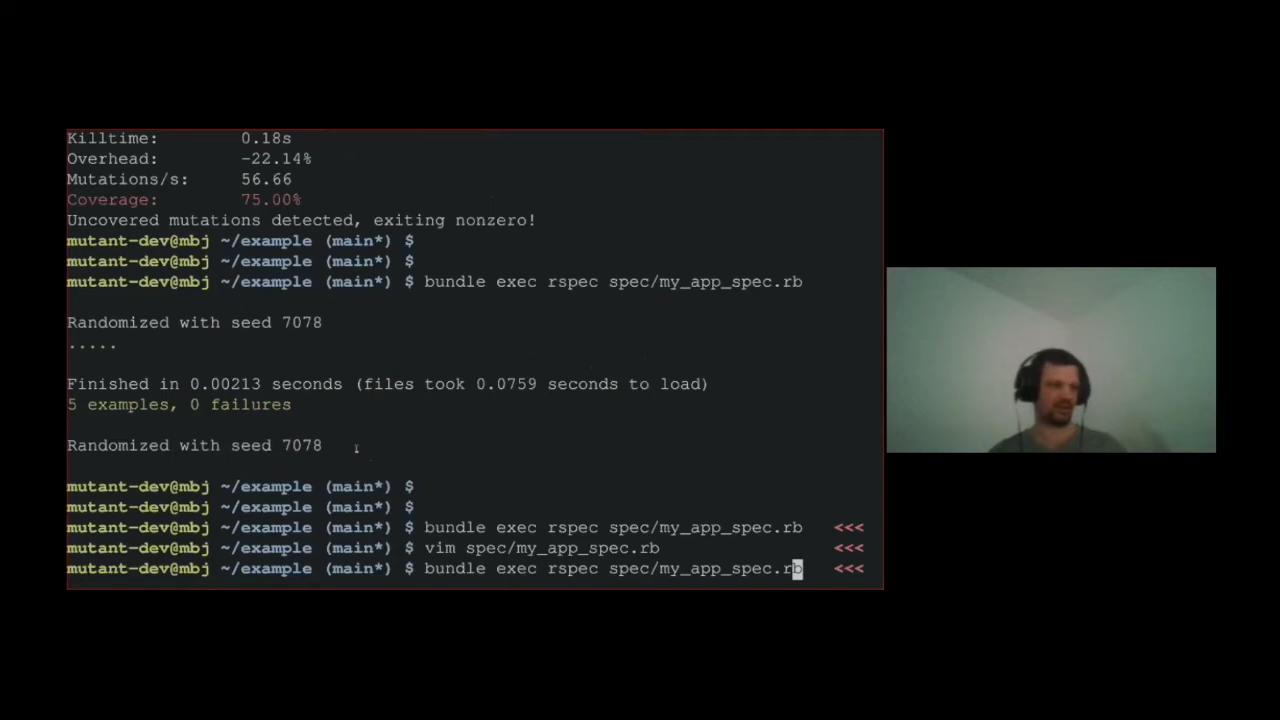 Killtime: 0.18s
Overhead: -22.14%
Mutations/s: 56.66
Coverage: 75.00%
Uncovered mutations detected, exiting nonzero!
mutant-dev@mbj ~/example (main*) $
mutant-dev@mbj ~/example (main*) $
mutant-dev@mbj ~/example (main*) $ bundle exec rspec spec/my_app_spec.rb
Randomized with seed 7078
.....
Finished in 0.00213 seconds (files took 0.0759 seconds to load)
5 examples, 0 failures
Randomized with seed 7078
mutant-dev@mbj ~/example (main*) $
mutant-dev@mbj ~/example (main*) $
mutant-dev@mbj ~/example (main*) $ bundle exec rspec spec/my_app_spec.rb <<<
mutant-dev@mbj ~/example (main*) $ vim spec/my_app_spec.rb <<<
mutant-dev@mbj ~/example (main*) $ bundle exec rspec spec/my_app_spec.rb <<<